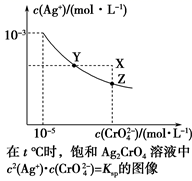 c(Ag⁺)/(mol·L⁻¹)
10⁻³
Y
X
Z
10⁻⁵
c(CrO₄²⁻)/(mol·L⁻¹)
在 t ℃时，饱和 Ag₂CrO₄ 溶液中
c²(Ag⁺)·c(CrO₄²⁻)=Kₛₚ的图像